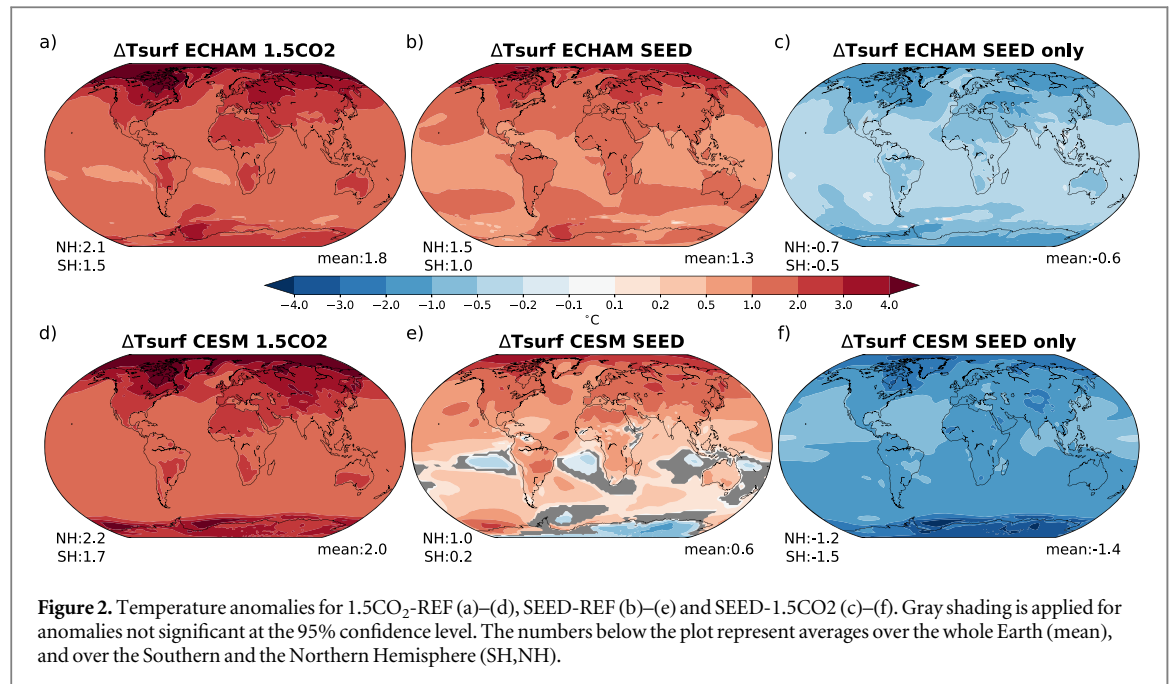 a)
ΔTsurf ECHAM 1.5CO2
b)
ΔTsurf ECHAM SEED
c)
ΔTsurf ECHAM SEED only
NH:2.1
SH:1.5
mean:1.8
NH:1.5
SH:1.0
mean:1.3
NH:-0.7
SH:-0.5
mean:-0.6
−4.0 −3.0 −2.0 −1.0 −0.5 −0.2 −0.1 0.1 0.2 0.5 1.0 2.0 3.0 4.0
°C
d)
ΔTsurf CESM 1.5CO2
e)
ΔTsurf CESM SEED
f)
ΔTsurf CESM SEED only
NH:2.2
SH:1.7
mean:2.0
NH:1.0
SH:0.2
mean:0.6
NH:-1.2
SH:-1.5
mean:-1.4
Figure 2. Temperature anomalies for 1.5CO₂-REF (a)–(d), SEED-REF (b)–(e) and SEED-1.5CO2 (c)–(f). Gray shading is applied for
anomalies not significant at the 95% confidence level. The numbers below the plot represent averages over the whole Earth (mean),
and over the Southern and the Northern Hemisphere (SH,NH).